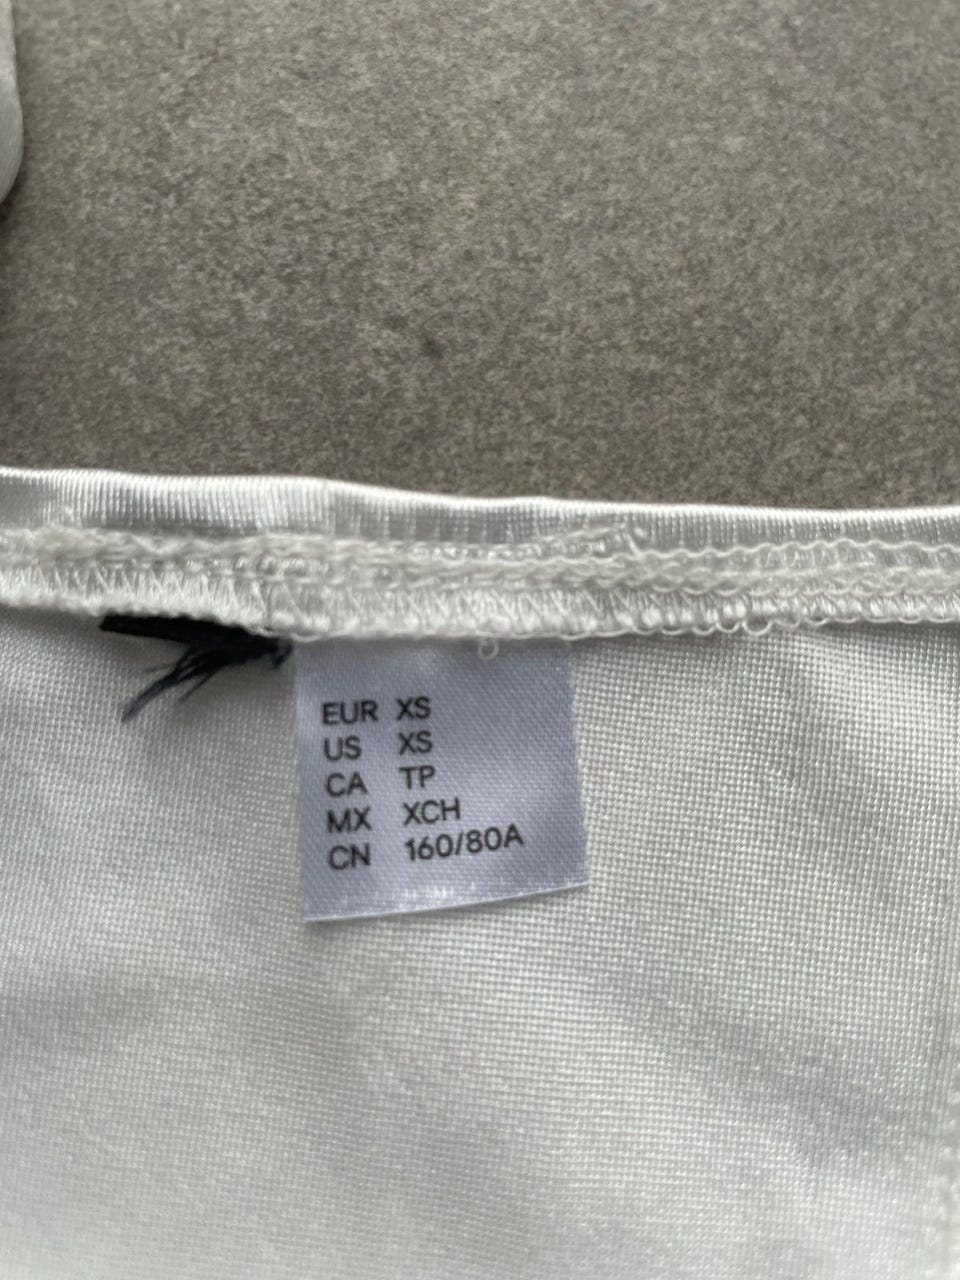 EUR XS
US XS
CA TP
MX XCH
CN 160/80A